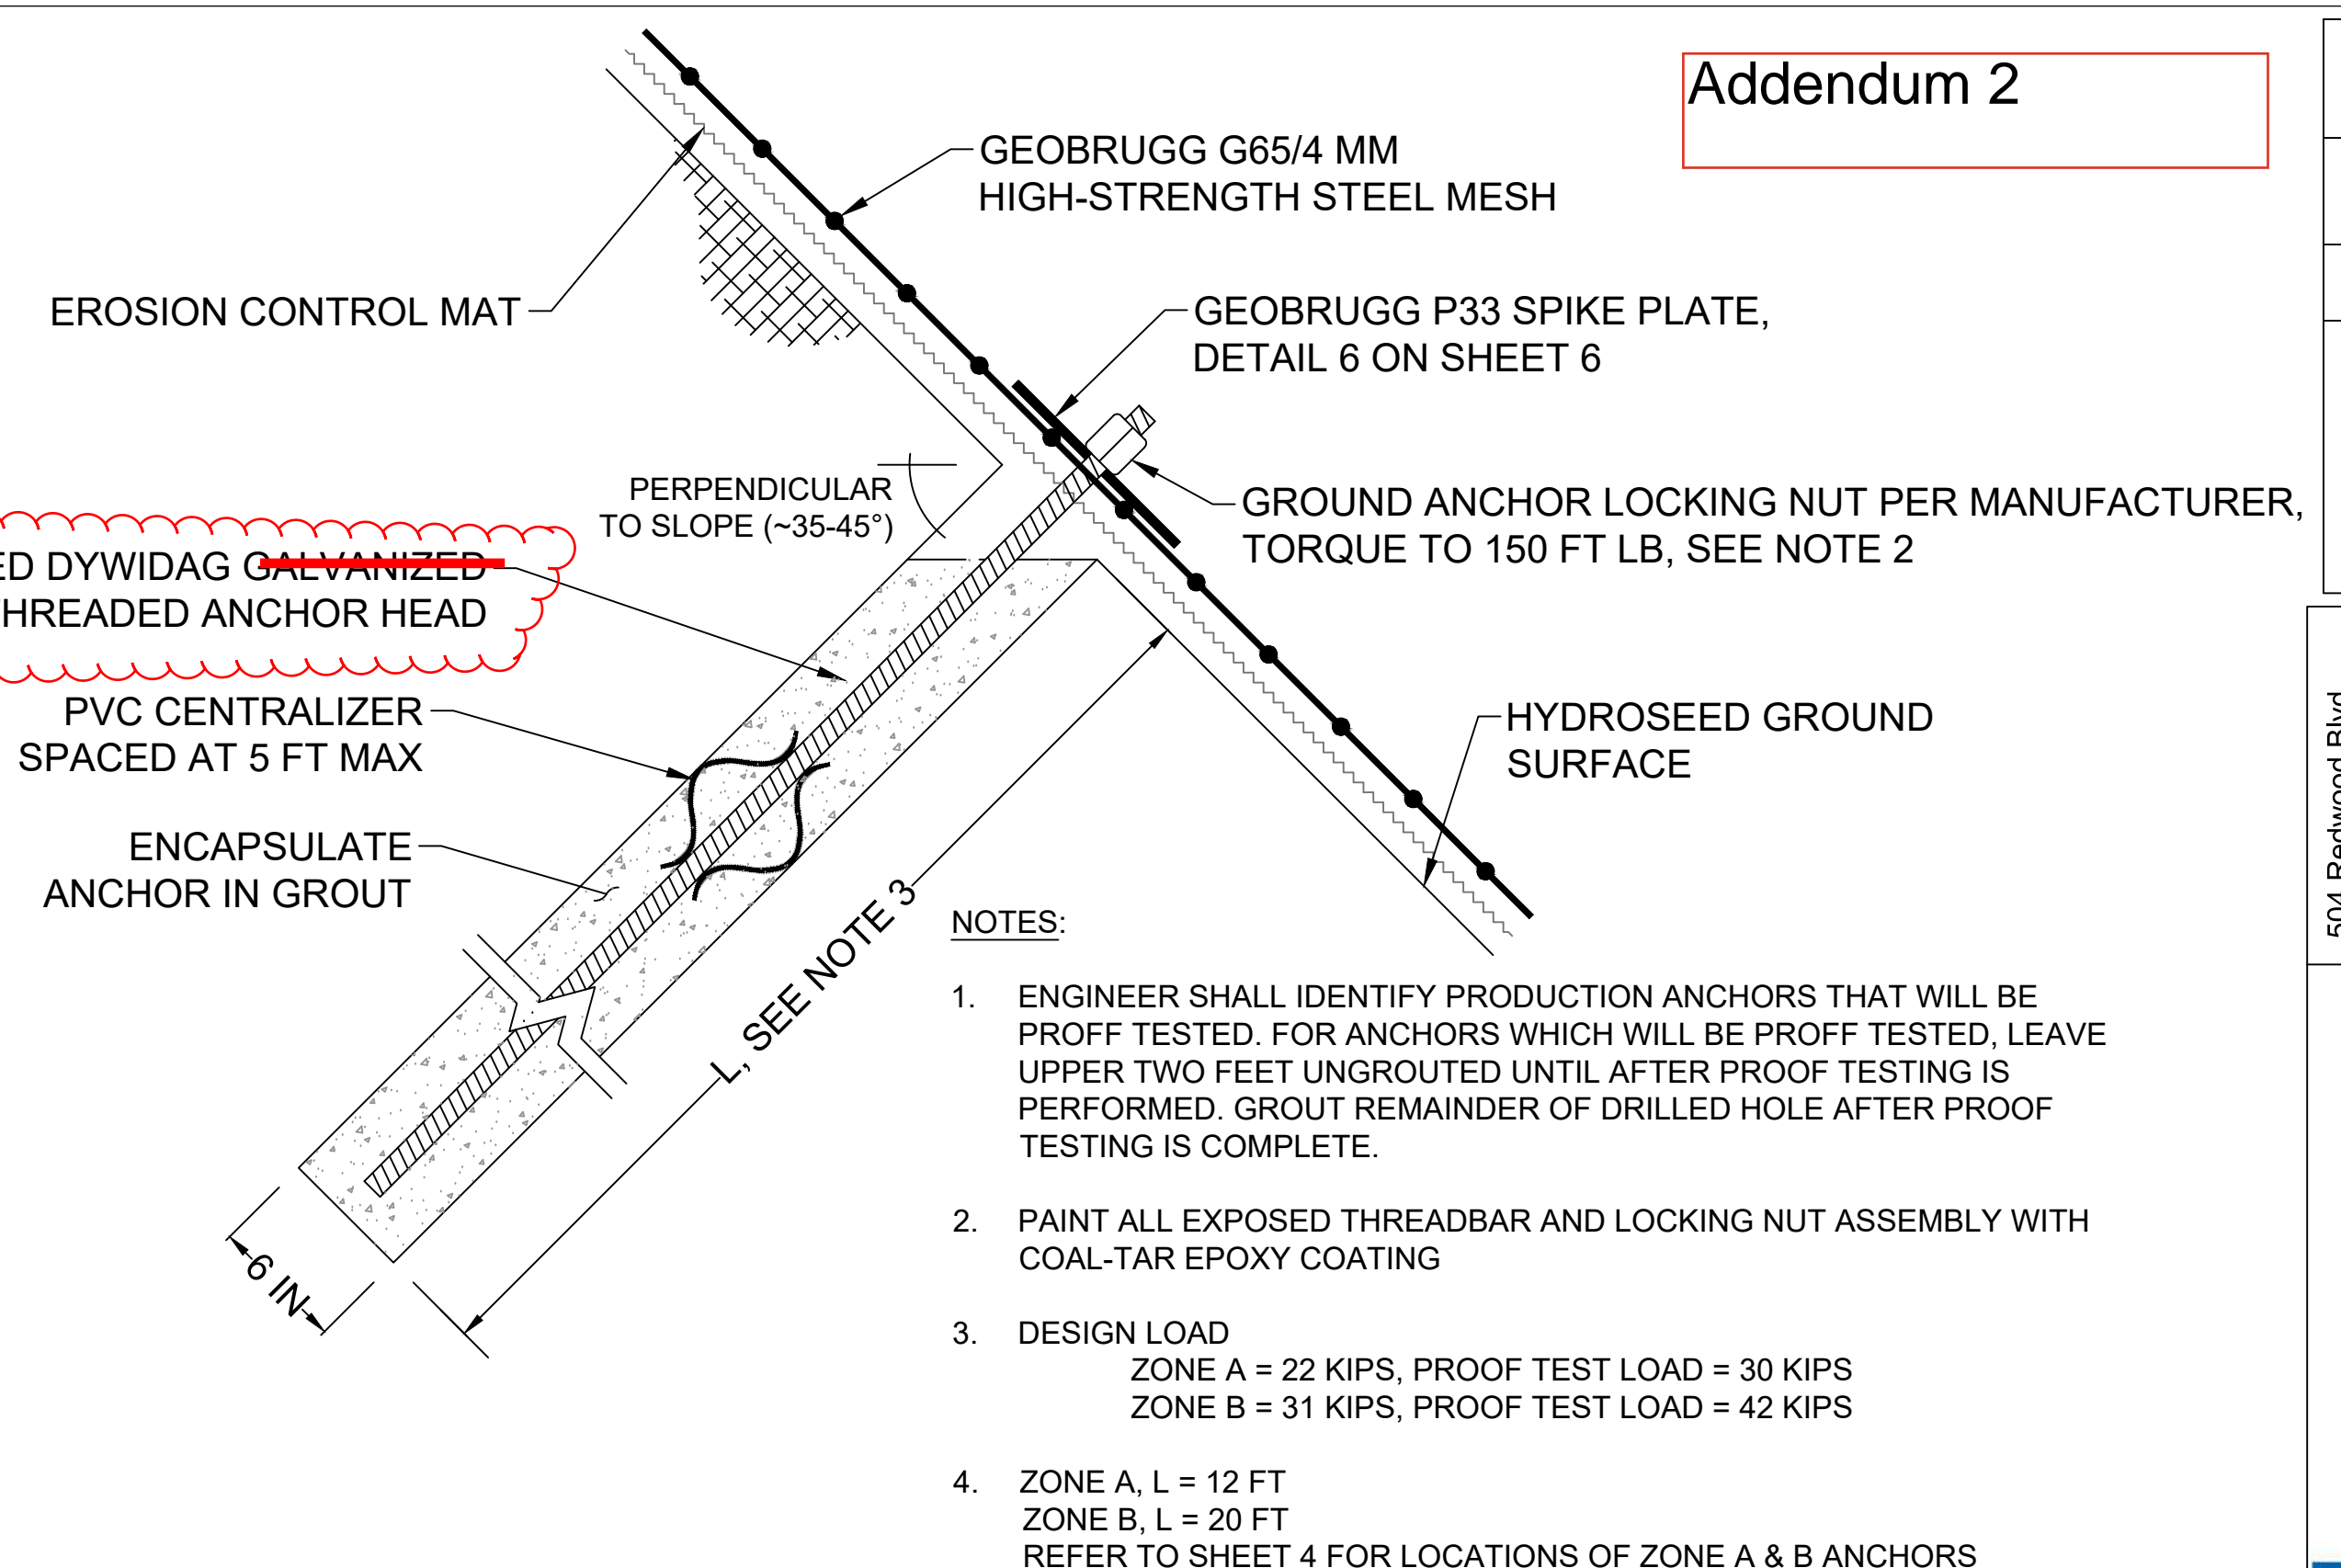 Addendum 2
GEOBRUGG G65/4 MM
HIGH-STRENGTH STEEL MESH
EROSION CONTROL MAT
GEOBRUGG P33 SPIKE PLATE,
DETAIL 6 ON SHEET 6
PERPENDICULAR
TO SLOPE (~35-45°)
GROUND ANCHOR LOCKING NUT PER MANUFACTURER,
TORQUE TO 150 FT LB, SEE NOTE 2
DYWIDAG GALVANIZED
THREADED ANCHOR HEAD
PVC CENTRALIZER
SPACED AT 5 FT MAX
HYDROSEED GROUND
SURFACE
ENCAPSULATE
ANCHOR IN GROUT
L, SEE NOTE 3
6 IN
504 Redwood Blvd
NOTES:
1. ENGINEER SHALL IDENTIFY PRODUCTION ANCHORS THAT WILL BE
PROFF TESTED. FOR ANCHORS WHICH WILL BE PROFF TESTED, LEAVE
UPPER TWO FEET UNGROUTED UNTIL AFTER PROOF TESTING IS
PERFORMED. GROUT REMAINDER OF DRILLED HOLE AFTER PROOF
TESTING IS COMPLETE.
2. PAINT ALL EXPOSED THREADBAR AND LOCKING NUT ASSEMBLY WITH
COAL-TAR EPOXY COATING
3. DESIGN LOAD
ZONE A = 22 KIPS, PROOF TEST LOAD = 30 KIPS
ZONE B = 31 KIPS, PROOF TEST LOAD = 42 KIPS
4. ZONE A, L = 12 FT
ZONE B, L = 20 FT
REFER TO SHEET 4 FOR LOCATIONS OF ZONE A & B ANCHORS